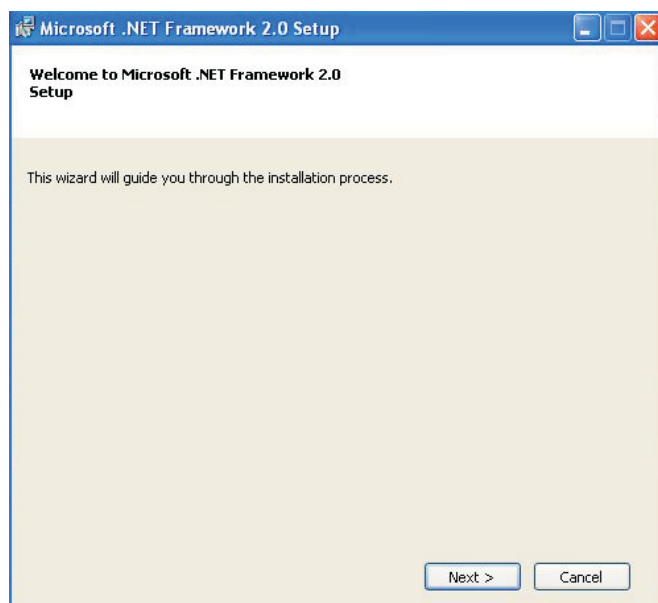 Microsoft .NET Framework 2.0 Setup
Welcome to Microsoft .NET Framework 2.0
Setup
This wizard will guide you through the installation process.
Next > Cancel